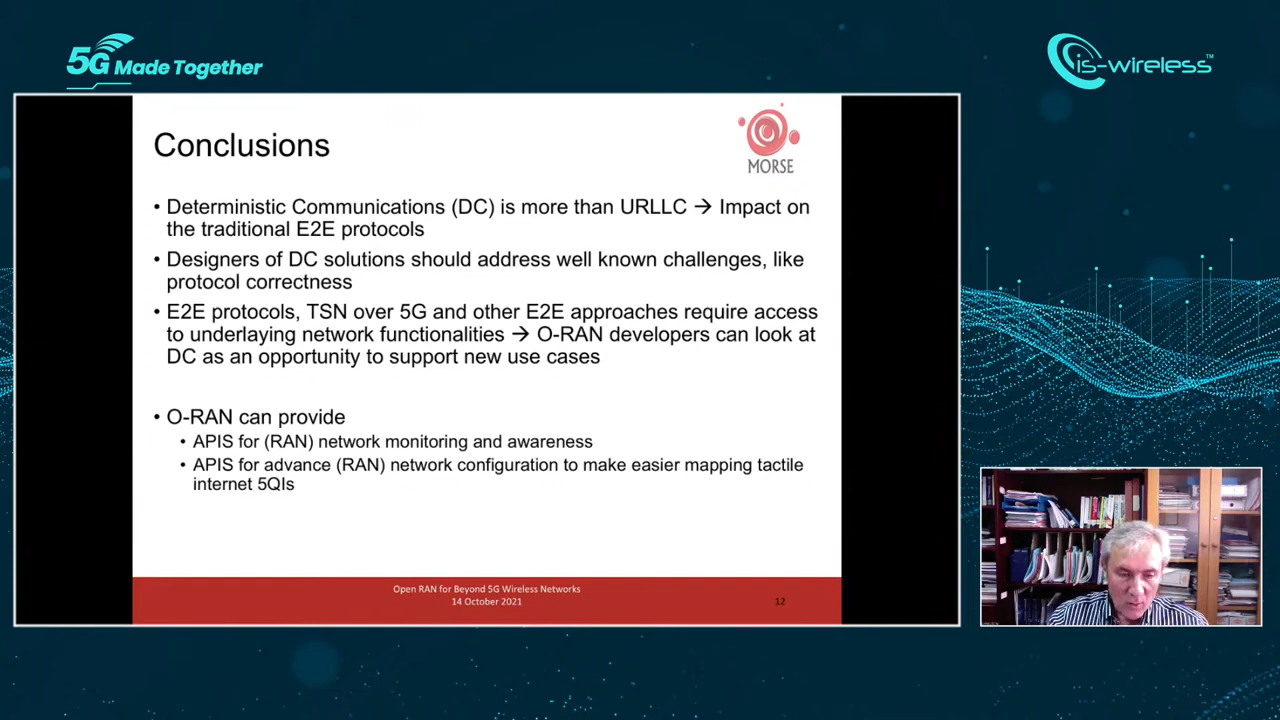 5G Made Together
is-wireless™
Conclusions
MORSE
• Deterministic Communications (DC) is more than URLLC → Impact on
the traditional E2E protocols
• Designers of DC solutions should address well known challenges, like
protocol correctness
• E2E protocols, TSN over 5G and other E2E approaches require access
to underlaying network functionalities → O-RAN developers can look at
DC as an opportunity to support new use cases
• O-RAN can provide
• APIS for (RAN) network monitoring and awareness
• APIS for advance (RAN) network configuration to make easier mapping tactile
internet 5QIs
Open RAN for Beyond 5G Wireless Networks
14 October 2021
12